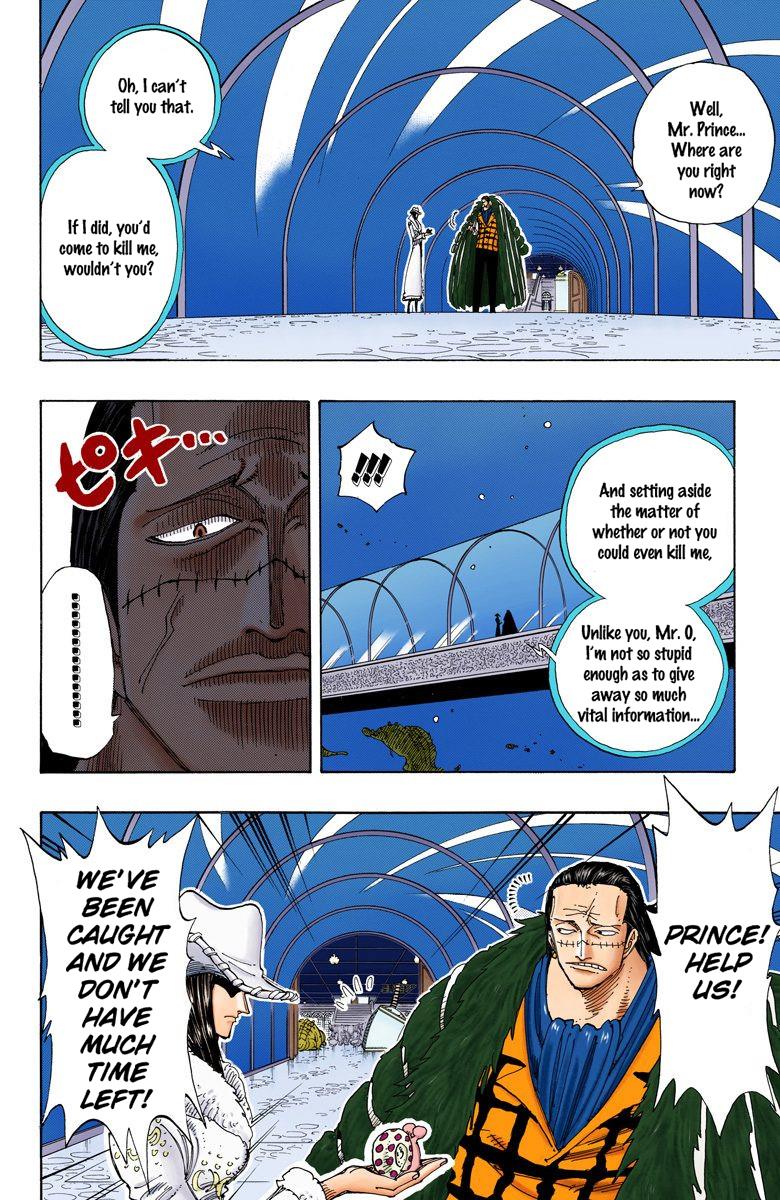 Well,
Mr. Prince...
Where are
you right
now?
Oh, I can't
tell you that.
If I did, you'd
come to kill me,
wouldn't you?
And setting aside
the matter of
whether or not you
could even kill me,
Unlike you, Mr. 0,
I'm not so stupid
enough as to give
away so much
vital information...
!!!
ピキ...
...............
PRINCE!
HELP
US!
WE'VE
BEEN
CAUGHT
AND WE
DON'T
HAVE
MUCH
TIME
LEFT!